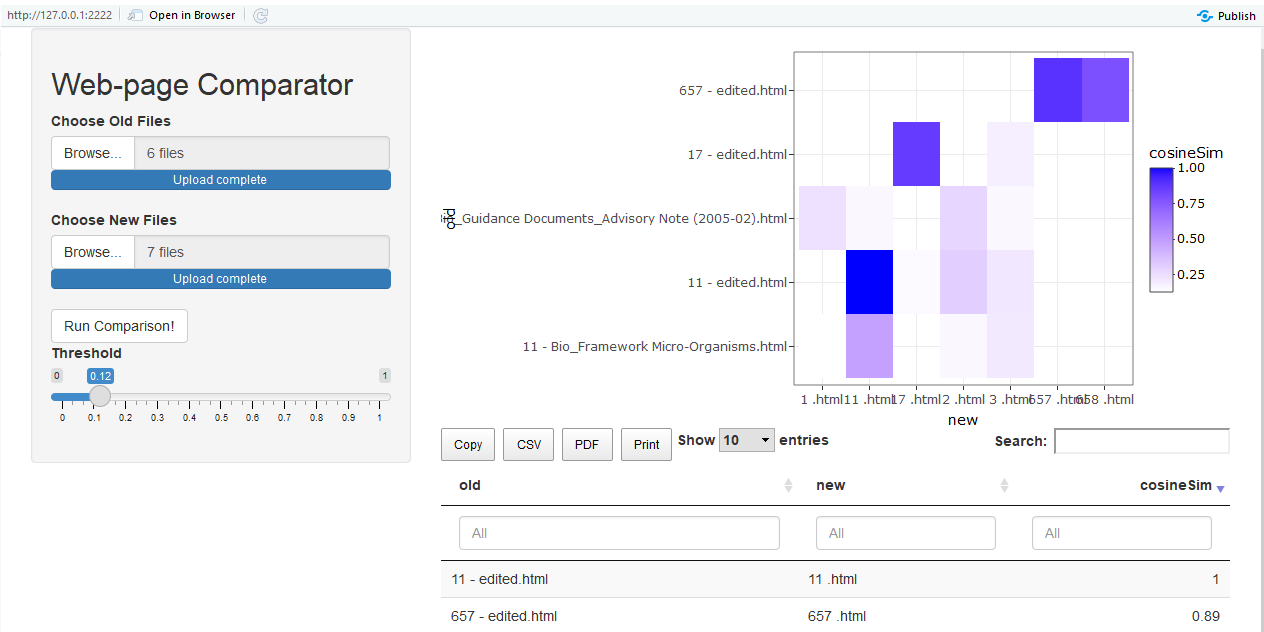 http://127.0.0.1:2222 Open in Browser Publish
Web-page Comparator
Choose Old Files
Browse... 6 files
Upload complete
Choose New Files
Browse... 7 files
Upload complete
Run Comparison!
Threshold
0 0.12 1
0 0.1 0.2 0.3 0.4 0.5 0.6 0.7 0.8 0.9 1
657 - edited.html
17 - edited.html
_Guidance Documents_Advisory Note (2005-02).html
11 - edited.html
11 - Bio_Framework Micro-Organisms.html
old
1 .html 11 .html 17 .html 2 .html 3 .html 657 .html 658 .html
new
cosineSim
1.00
0.75
0.50
0.25
Copy CSV PDF Print Show 10 entries Search:
old new cosineSim
All All All
11 - edited.html 11 .html 1
657 - edited.html 657 .html 0.89